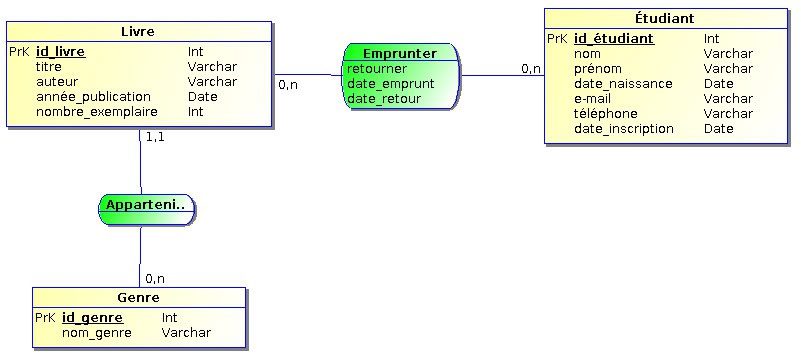 Livre
PrK id_livre Int
titre Varchar
auteur Varchar
année_publication Date
nombre_exemplaire Int
0,n
1,1
Emprunter
retourner
date_emprunt
date_retour
0,n
Étudiant
PrK id_étudiant Int
nom Varchar
prénom Varchar
date_naissance Date
e-mail Varchar
téléphone Varchar
date_inscription Date
Apparteni..
0,n
Genre
PrK id_genre Int
nom_genre Varchar